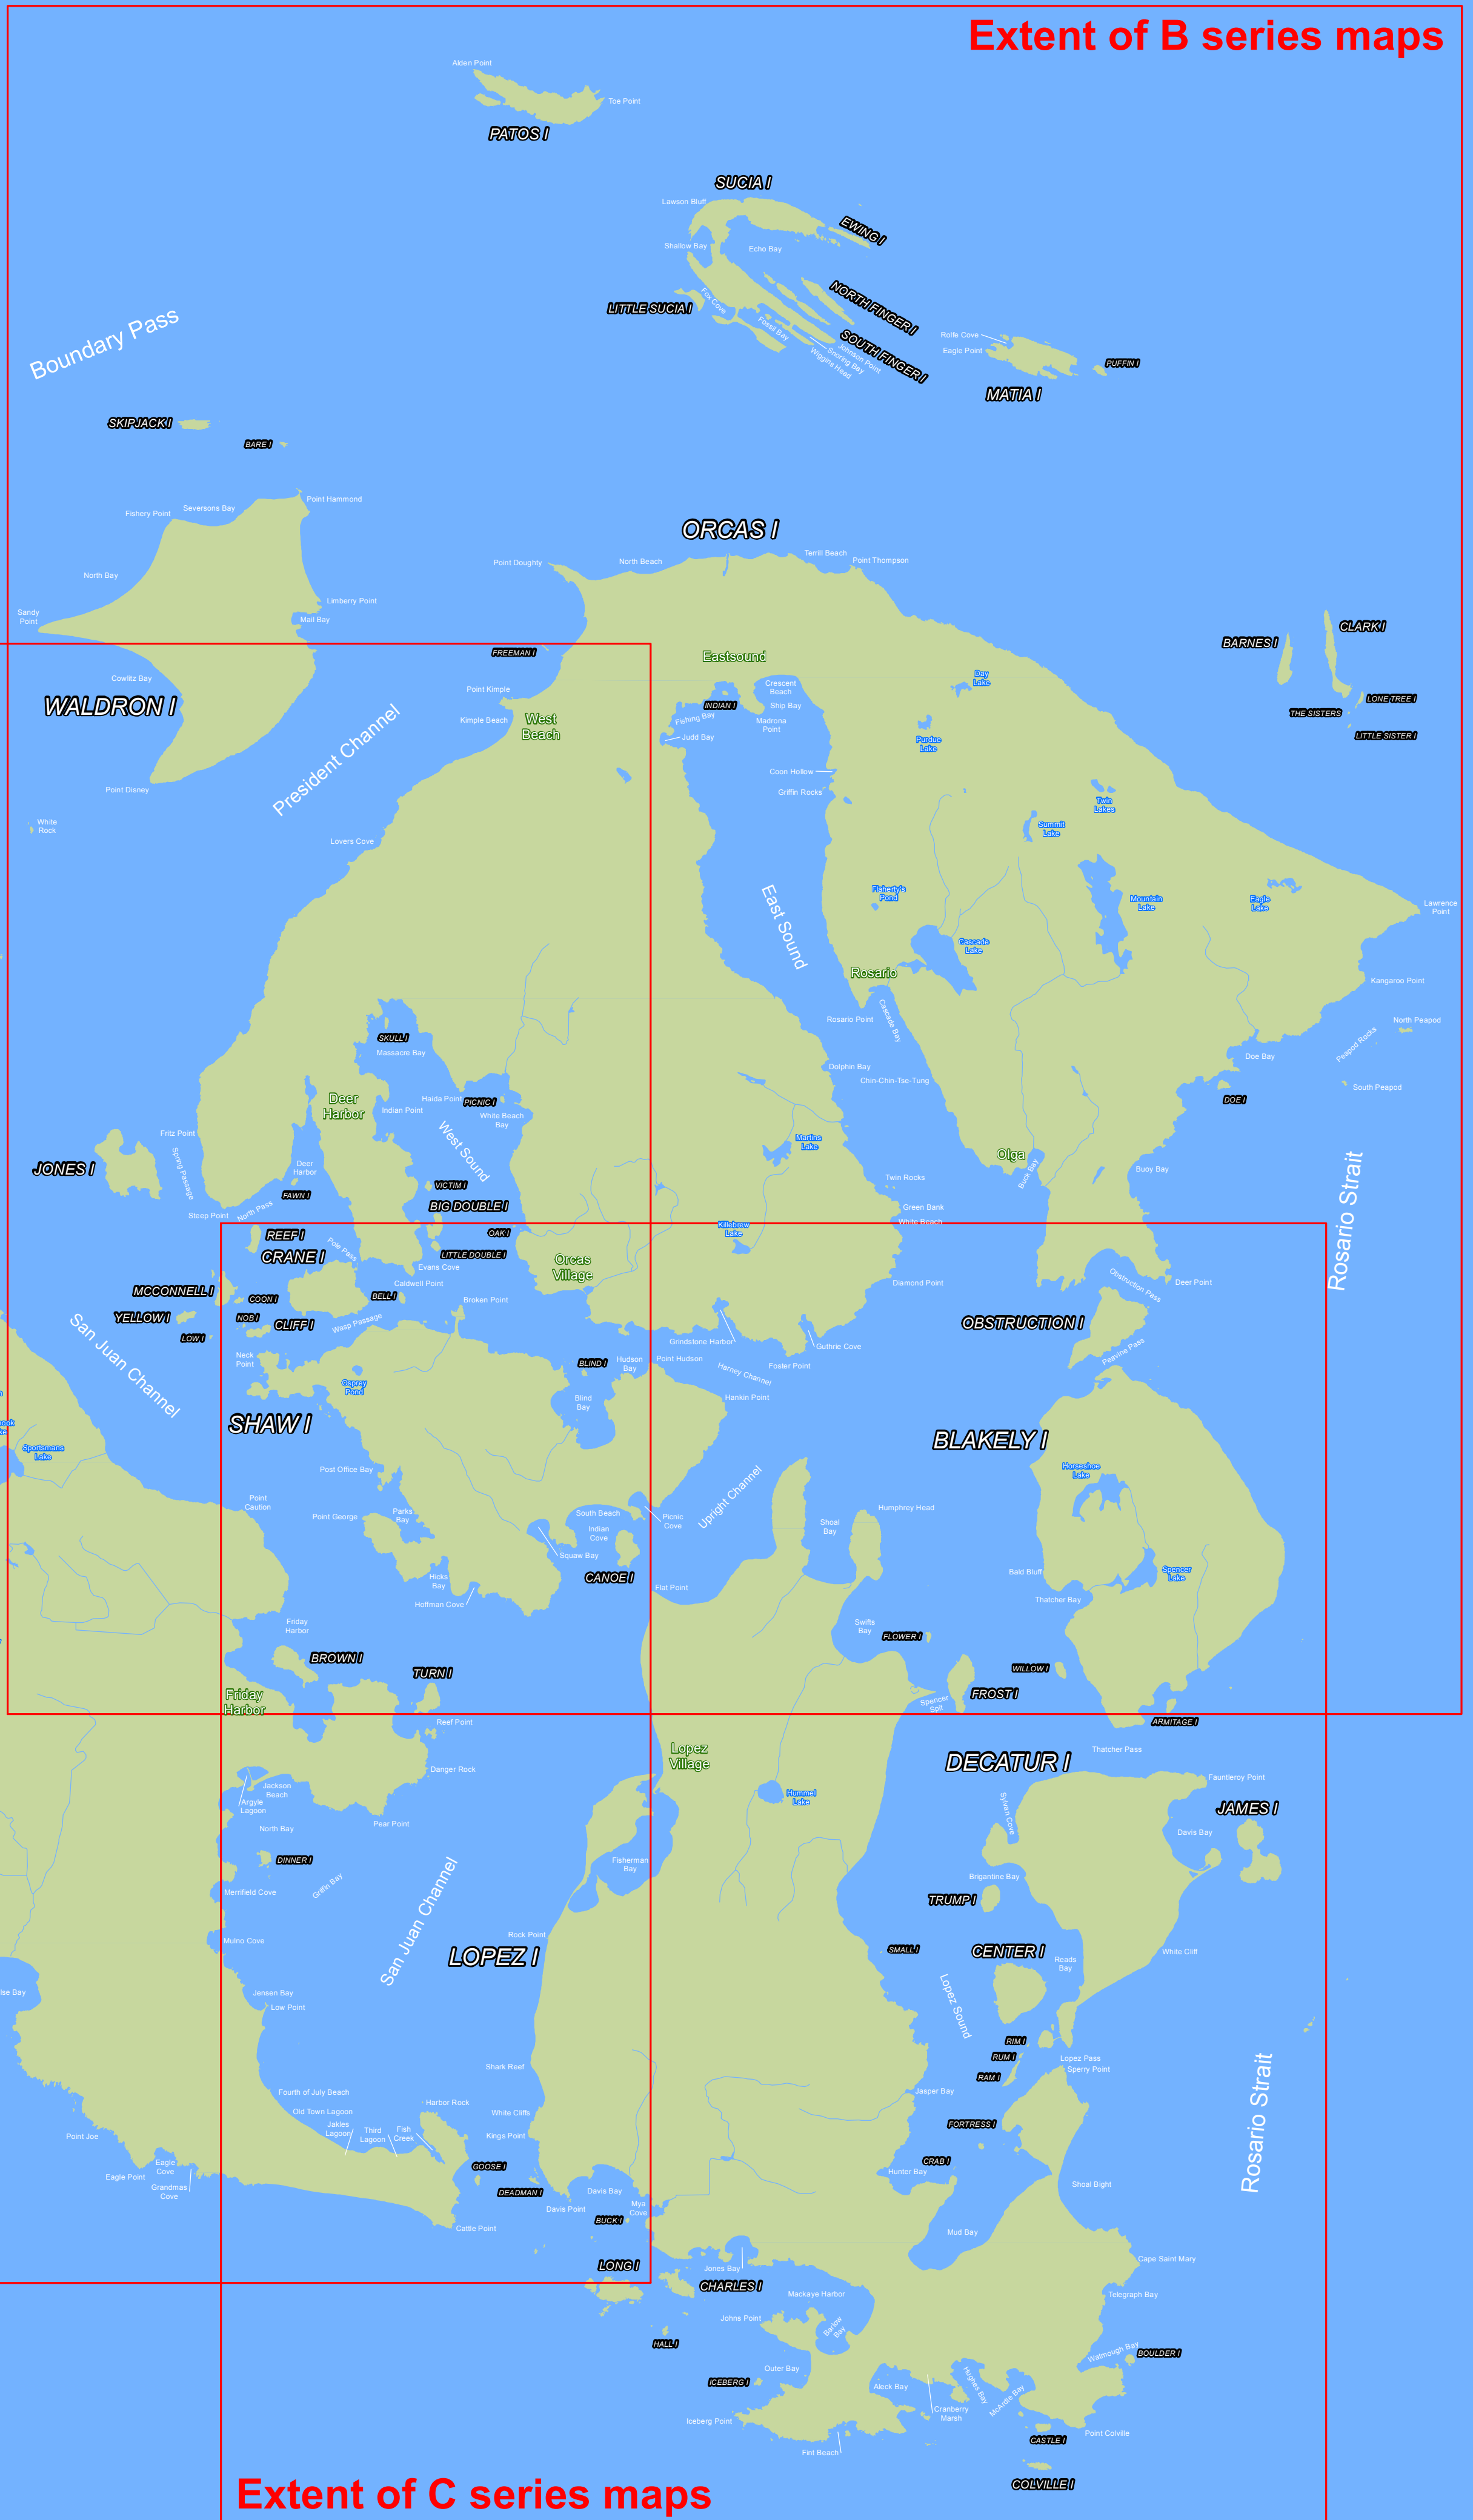 Extent of B series maps
Alden Point
Toe Point
PATOS I
SUCIA I
Lawson Bluff
EWING I
Shallow Bay
Echo Bay
LITTLE SUCIA I
Fox Cove
NORTH FINGER I
Fossil Bay
SOUTH FINGER I
Johnson Point
Snoring Bay
Wiggins Head
Rolfe Cove
Eagle Point
PUFFIN I
MATIA I
Boundary Pass
SKIPJACK I
BARE I
Point Hammond
Seversons Bay
Fishery Point
ORCAS I
Terrill Beach
Point Thompson
North Beach
Point Doughty
North Bay
Limberry Point
Sandy
Point
Mail Bay
CLARK I
BARNES I
FREEMAN I
Eastsound
Cowlitz Bay
Day
Lake
Crescent
Beach
Point Kimple
LONE TREE I
WALDRON I
INDIAN I
Ship Bay
THE SISTERS
Kimple Beach
West
Beach
Fishing Bay
Madrona
Point
LITTLE SISTER I
President Channel
Judd Bay
Purdue
Lake
Coon Hollow
Point Disney
Griffin Rocks
Twin
Lakes
White
Rock
Summit
Lake
Lovers Cove
East Sound
Flaherty's
Pond
Mountain
Lake
Eagle
Lake
Lawrence
Point
Cascade
Lake
Rosario
Kangaroo Point
Rosario Point
Cascade Bay
North Peapod
SKULL I
Peapod Rocks
Massacre Bay
Doe Bay
Dolphin Bay
Chin-Chin-Tse-Tung
South Peapod
Deer
Harbor
Haida Point
PICNIC I
DOE I
Indian Point
White Beach
Bay
Fritz Point
West Sound
Martins
Lake
Olga
JONES I
Spring Passage
Deer
Harbor
Buck Bay
Buoy Bay
Twin Rocks
VICTIM I
FAWN I
Steep Point
North Pass
BIG DOUBLE I
Green Bank
White Beach
Rosario Strait
REEF I
OAK I
Killebrew
Lake
CRANE I
Pole Pass
LITTLE DOUBLE I
Orcas
Village
Evans Cove
Caldwell Point
Diamond Point
Obstruction Pass
Deer Point
MCCONNELL I
COON I
BELL I
Broken Point
YELLOW I
NOB I
CLIFF I
Wasp Passage
OBSTRUCTION I
LOW I
San Juan Channel
Grindstone Harbor
Guthrie Cove
Peavine Pass
Neck
Point
BLIND I
Hudson
Bay
Point Hudson
Foster Point
Harney Channel
Osprey
Pond
Hankin Point
Blind
Bay
SHAW I
BLAKELY I
Sportsmans
Lake
Post Office Bay
Horseshoe
Lake
Upright Channel
Point
Caution
Point George
Parks
Bay
South Beach
Picnic
Cove
Humphrey Head
Shoal
Bay
Indian
Cove
Squaw Bay
CANOE I
Hicks
Bay
Hoffman Cove
Flat Point
Bald Bluff
Spencer
Lake
Thatcher Bay
Friday
Harbor
Swifts
Bay
FLOWER I
BROWN I
TURN I
WILLOW I
Friday
Harbor
FROST I
Spencer
Spit
Reef Point
ARMITAGE I
Lopez
Village
Thatcher Pass
DECATUR I
Danger Rock
Fauntleroy Point
Jackson
Beach
Argyle
Lagoon
Hummel
Lake
Sylvan Cove
JAMES I
Pear Point
North Bay
Davis Bay
DINNER I
Fisherman
Bay
Brigantine Bay
Merrifield Cove
Griffin Bay
TRUMP I
San Juan Channel
Rock Point
Mulno Cove
LOPEZ I
SMALL I
CENTER I
White Cliff
Reads
Bay
lse Bay
Jensen Bay
Low Point
Lopez Sound
RIM I
RUM I
Lopez Pass
Sperry Point
Shark Reef
RAM I
Rosario Strait
Fourth of July Beach
Jasper Bay
Harbor Rock
Old Town Lagoon
White Cliffs
Jakles
Lagoon
Third
Lagoon
Fish
Creek
FORTRESS I
Point Joe
Kings Point
Eagle
Cove
CRAB I
GOOSE I
Hunter Bay
Eagle Point
Grandmas
Cove
Shoal Bight
DEADMAN I
Davis Bay
Davis Point
Mya
Cove
BUCK I
Cattle Point
Mud Bay
Cape Saint Mary
LONG I
Jones Bay
CHARLES I
Mackaye Harbor
Telegraph Bay
Johns Point
Barlow
Bay
HALL I
Watmough Bay
BOULDER I
Outer Bay
ICEBERG I
Aleck Bay
Hughes Bay
McArdle Bay
Cranberry
Marsh
Iceberg Point
Point Colville
CASTLE I
Fint Beach
COLVILLE I
Extent of C series maps